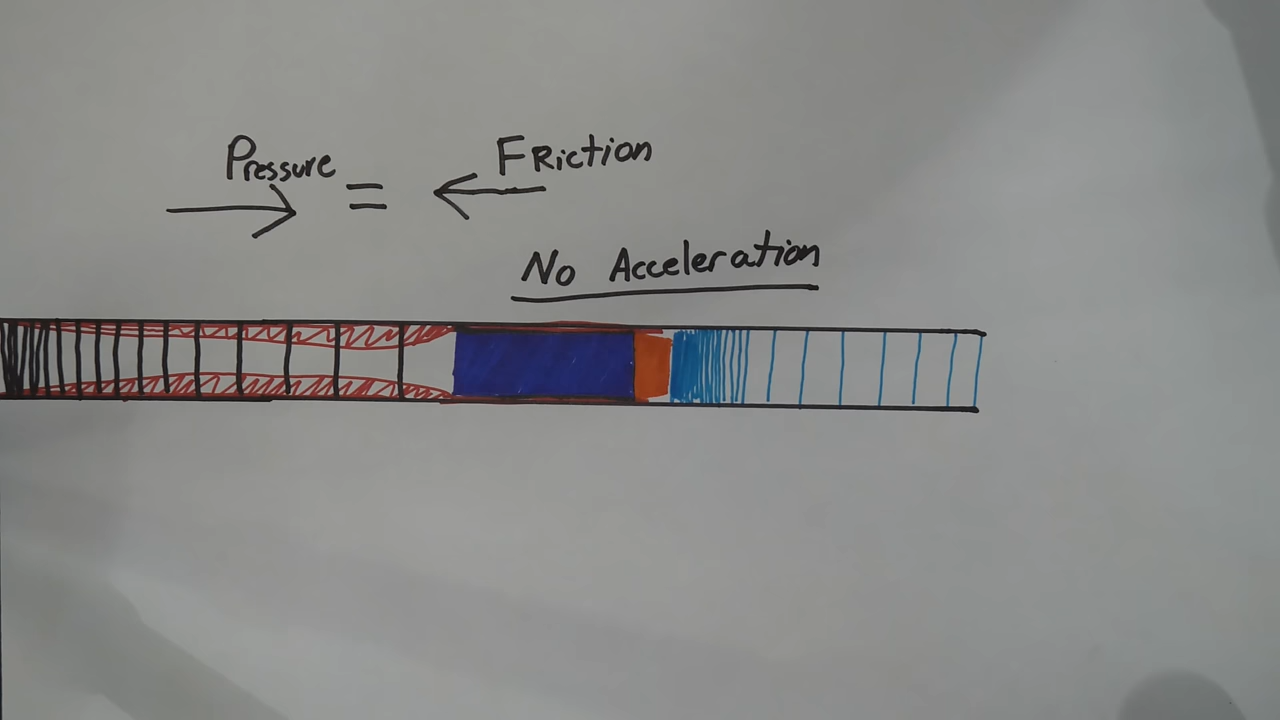 Pressure = Friction
No Acceleration